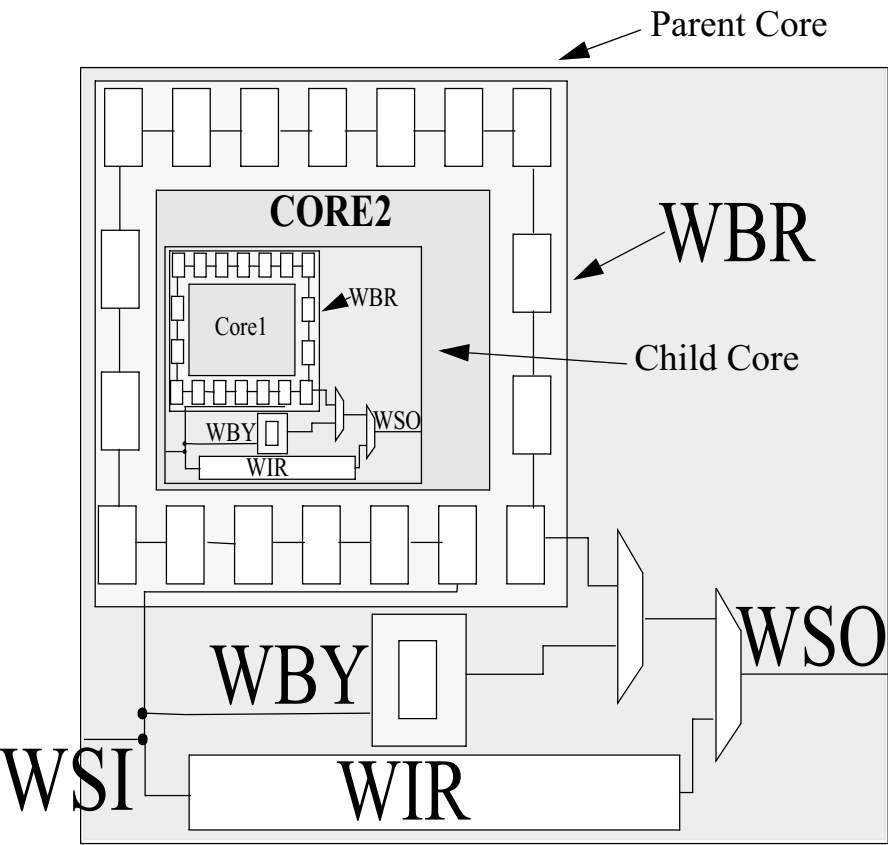 Parent Core
CORE2
WBR
WBR
Core1
Child Core
WSO
WBY
WIR
WSO
WBY
WSI
WIR